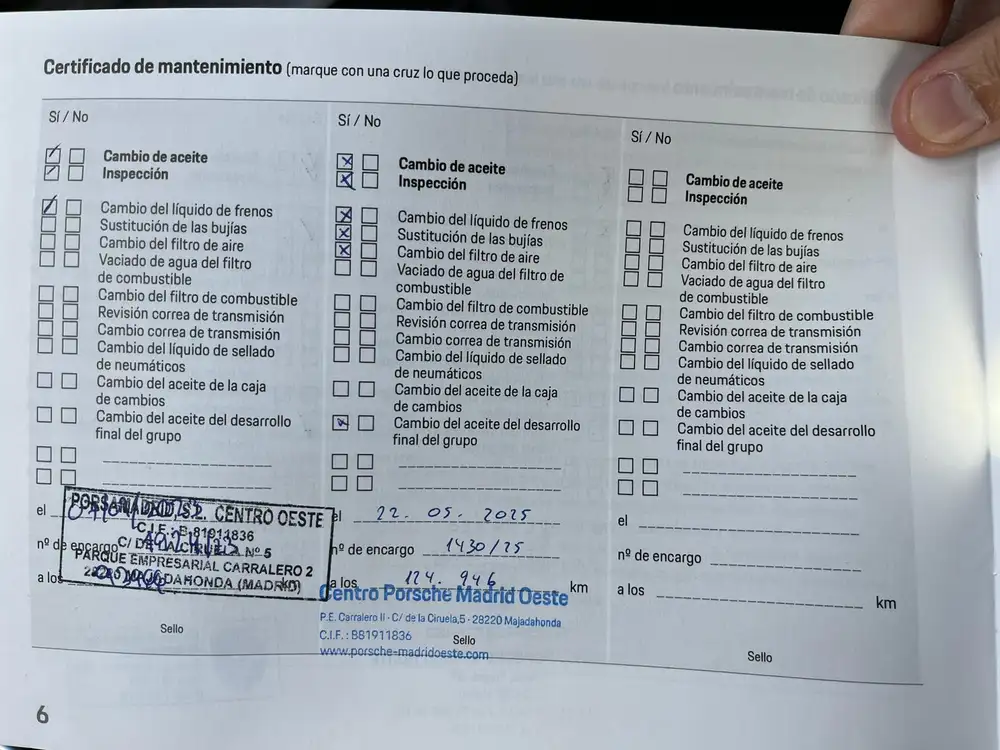 Certificado de mantenimiento (marque con una cruz lo que proceda)
Sí / No
Cambio de aceite
Inspección
Cambio del líquido de frenos
Sustitución de las bujías
Cambio del filtro de aire
Vaciado de agua del filtro
de combustible
Cambio del filtro de combustible
Revisión correa de transmisión
Cambio correa de transmisión
Cambio del líquido de sellado
de neumáticos
Cambio del aceite de la caja
de cambios
Cambio del aceite del desarrollo
final del grupo
el
nº de encargo
a los
km
PORSAMADRID, S.L. CENTRO OESTE
C.I.F.: B-81911836
C/ DE LA CIRUELA, Nº 5
PARQUE EMPRESARIAL CARRALERO 2
28220 MAJADAHONDA (MADRID)
Sello
Sí / No
Cambio de aceite
Inspección
Cambio del líquido de frenos
Sustitución de las bujías
Cambio del filtro de aire
Vaciado de agua del filtro de
combustible
Cambio del filtro de combustible
Revisión correa de transmisión
Cambio correa de transmisión
Cambio del líquido de sellado
de neumáticos
Cambio del aceite de la caja
de cambios
Cambio del aceite del desarrollo
final del grupo
el 22. 05. 2025
nº de encargo 1430/25
a los 124. 946 km
Centro Porsche Madrid Oeste
P.E. Carralero II - C/ de la Ciruela,5 - 28220 Majadahonda
C.I.F. : B81911836
Sello
www.porsche-madridoeste.com
Sí / No
Cambio de aceite
Inspección
Cambio del líquido de frenos
Sustitución de las bujías
Cambio del filtro de aire
Vaciado de agua del filtro
de combustible
Cambio del filtro de combustible
Revisión correa de transmisión
Cambio correa de transmisión
Cambio del líquido de sellado
de neumáticos
Cambio del aceite de la caja
de cambios
Cambio del aceite del desarrollo
final del grupo
el
nº de encargo
a los km
Sello
6